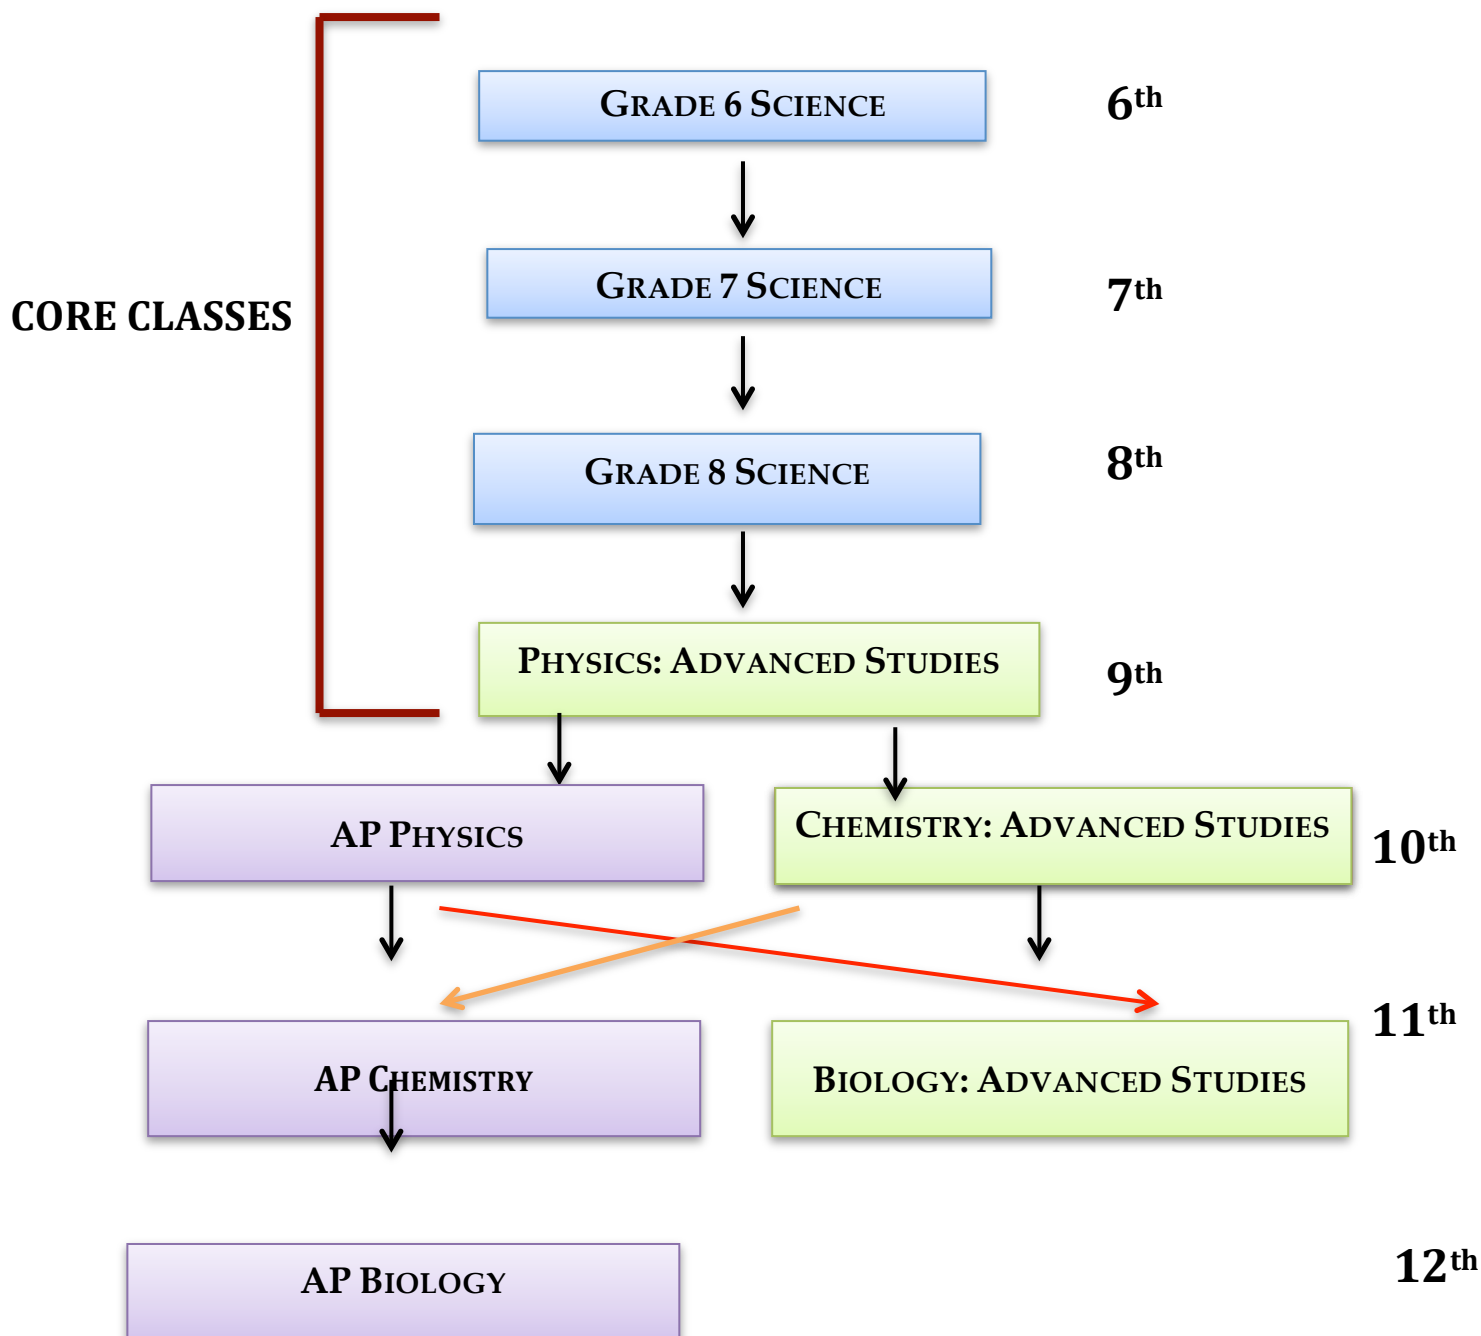 GRADE 6 SCIENCE 6th
GRADE 7 SCIENCE 7th
CORE CLASSES
GRADE 8 SCIENCE 8th
PHYSICS: ADVANCED STUDIES 9th
AP PHYSICS CHEMISTRY: ADVANCED STUDIES 10th
11th
AP CHEMISTRY BIOLOGY: ADVANCED STUDIES
AP BIOLOGY 12th